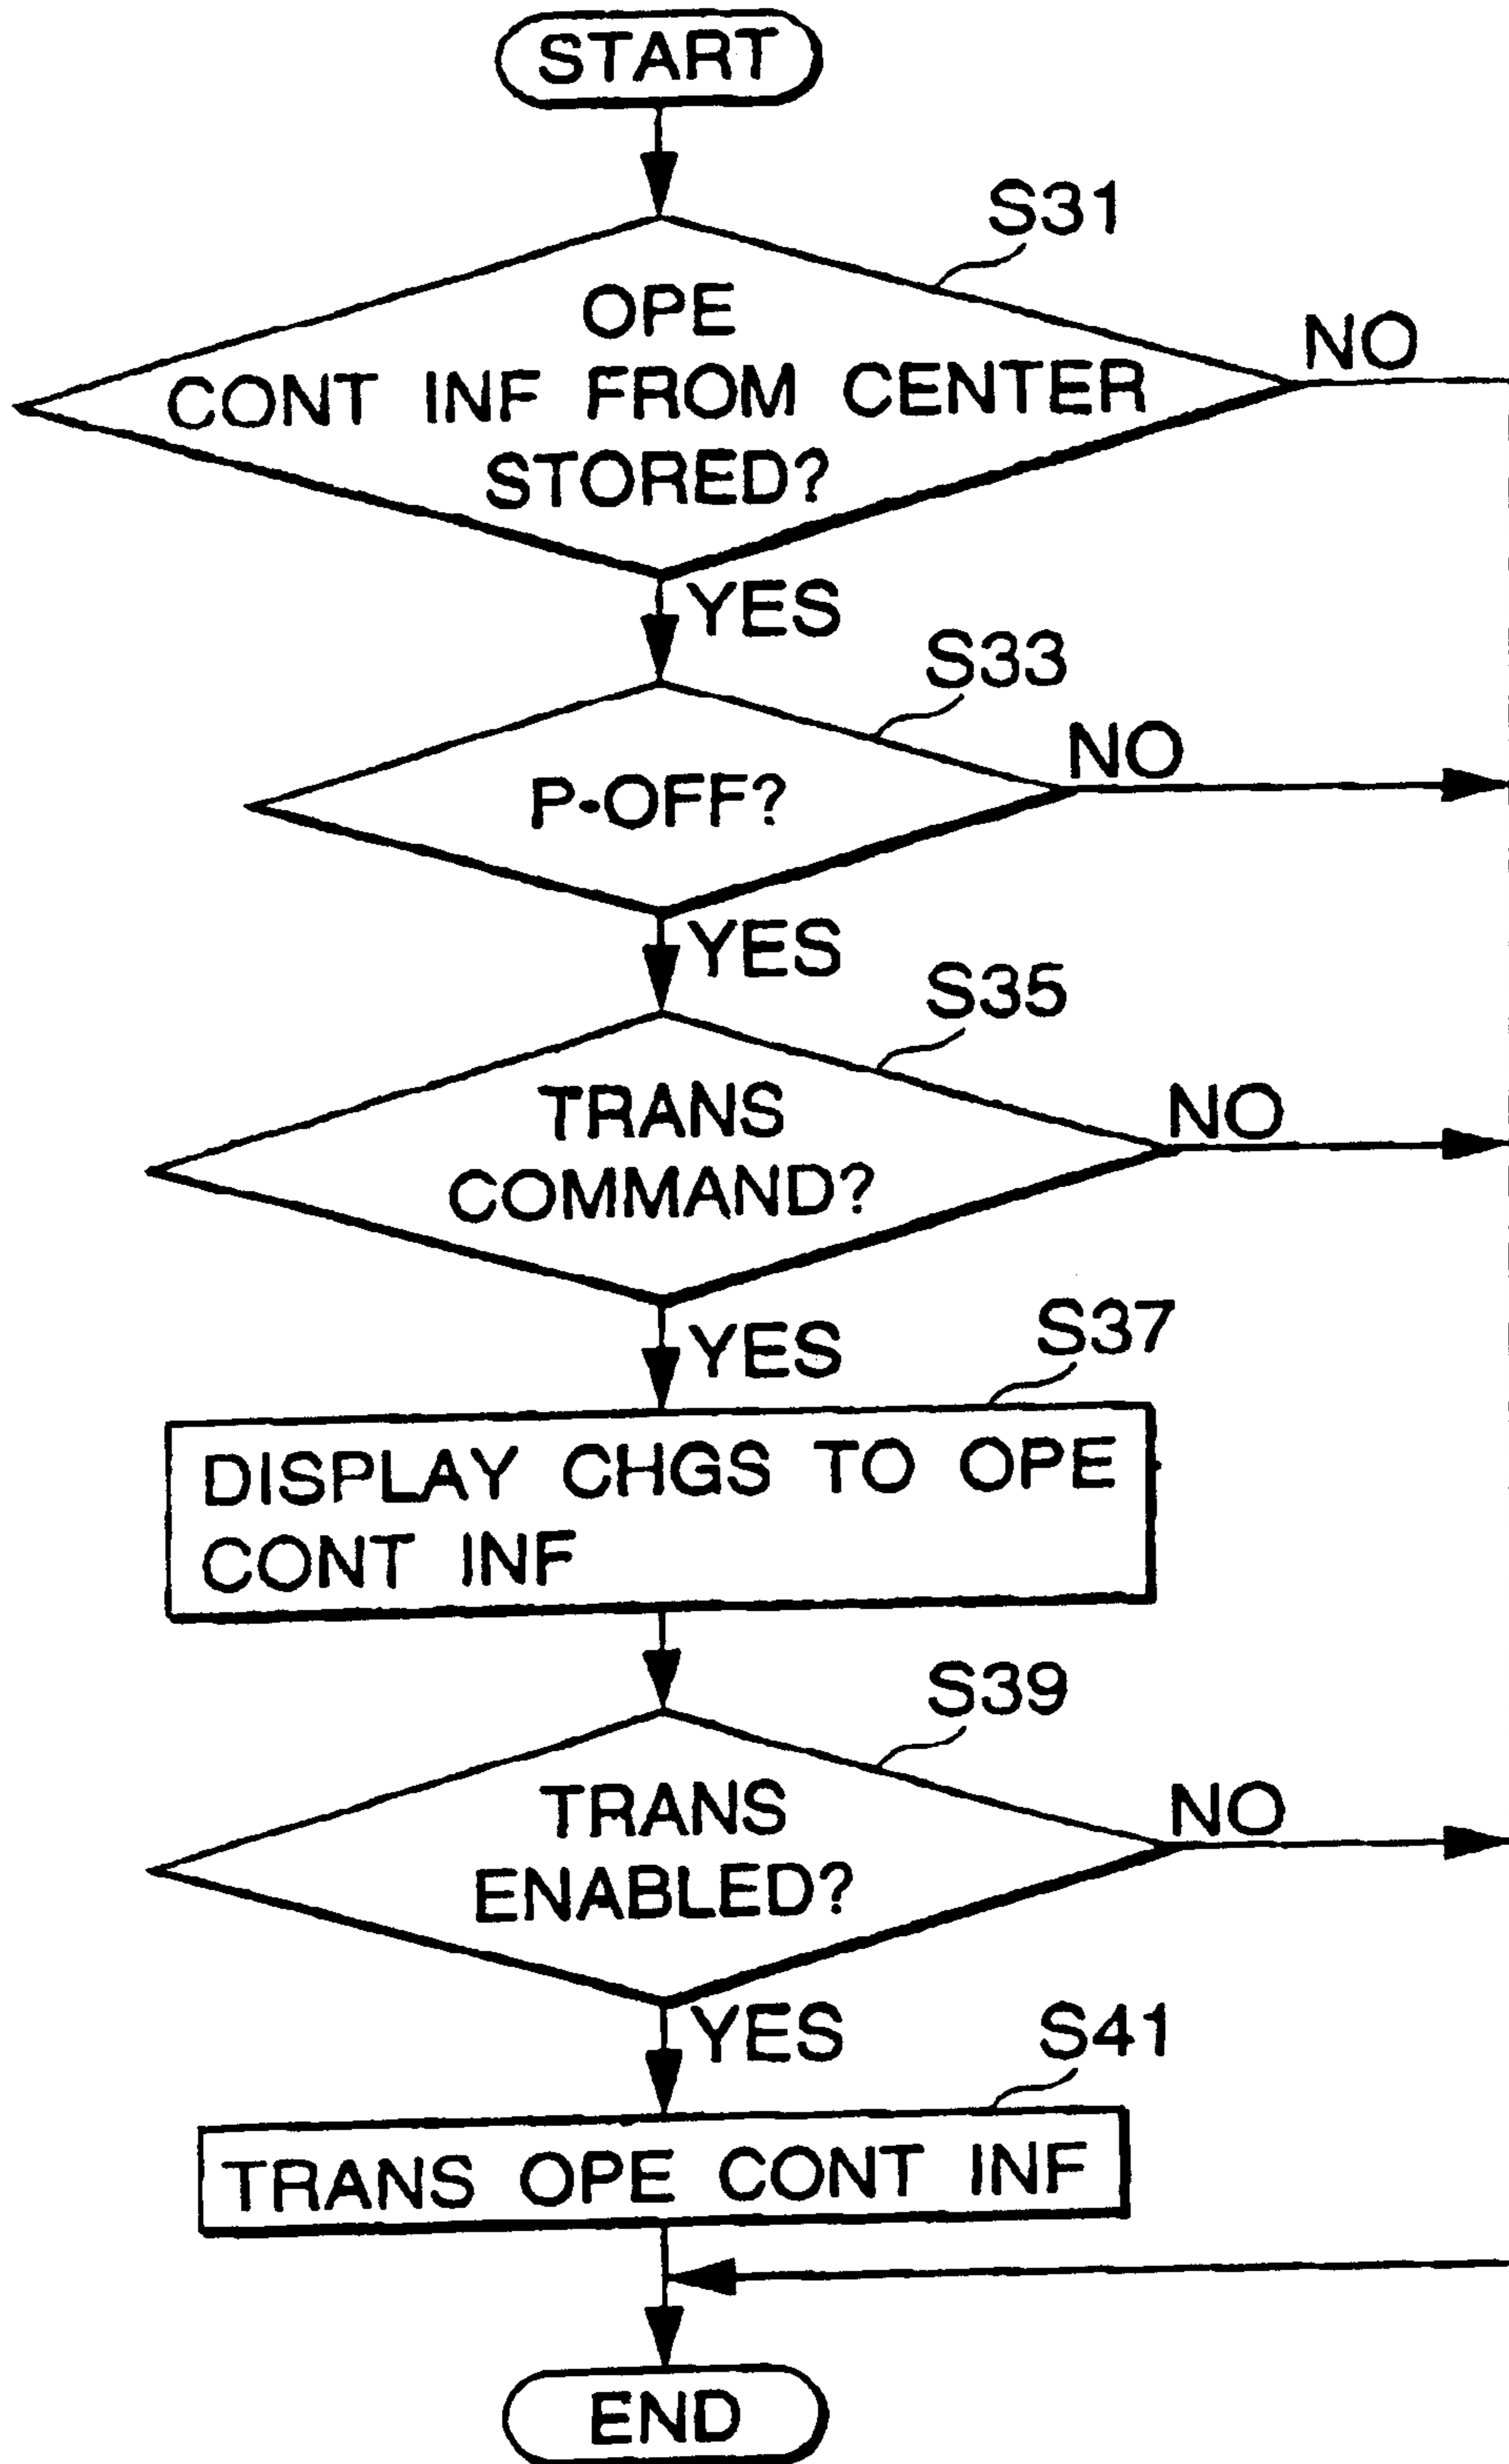 START
S31
OPE
CONT INF FROM CENTER
STORED?
NO
YES
S33
P-OFF?
NO
YES
S35
TRANS
COMMAND?
NO
YES
S37
DISPLAY CHGS TO OPE
CONT INF
S39
TRANS
ENABLED?
NO
YES
S41
TRANS OPE CONT INF
END